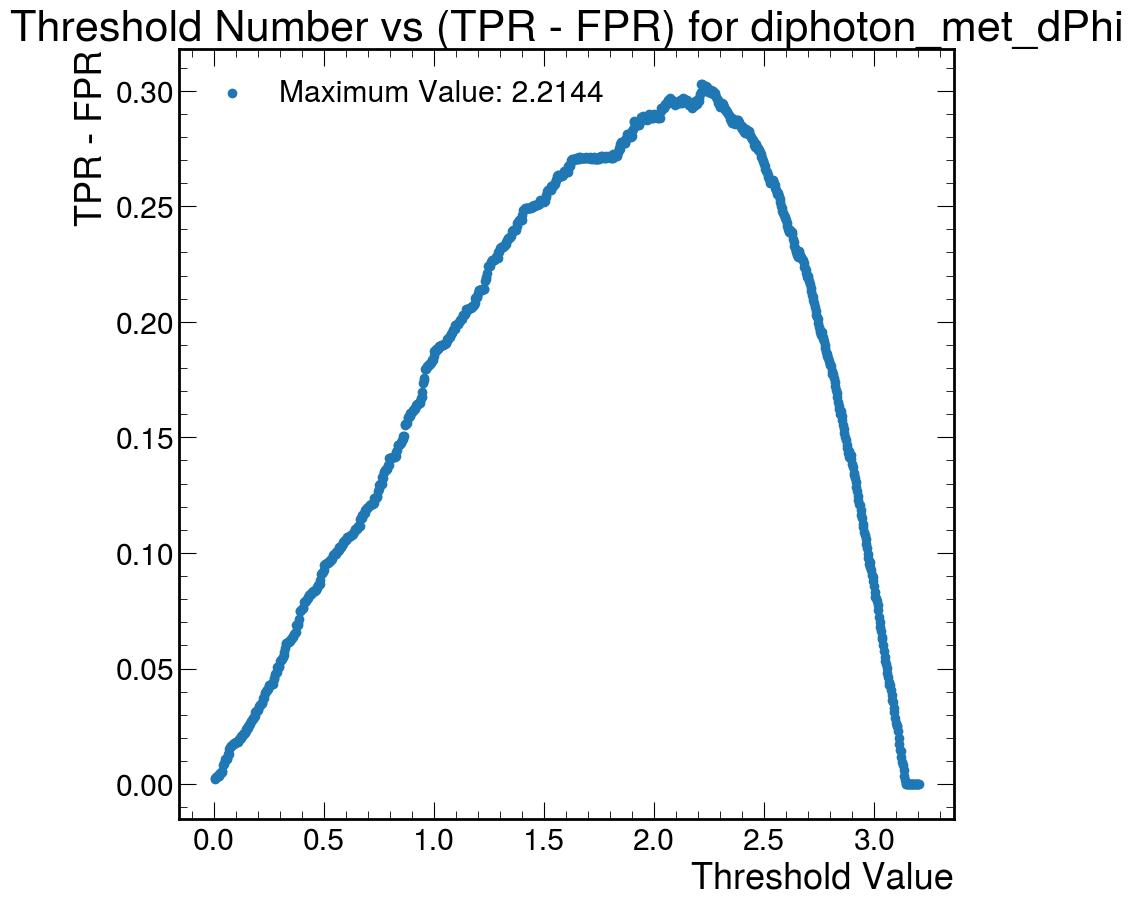 Threshold Number vs (TPR - FPR) for diphoton_met_dPhi
TPR - FPR
Maximum Value: 2.2144
0.30
0.25
0.20
0.15
0.10
0.05
0.00
0.0 0.5 1.0 1.5 2.0 2.5 3.0
Threshold Value